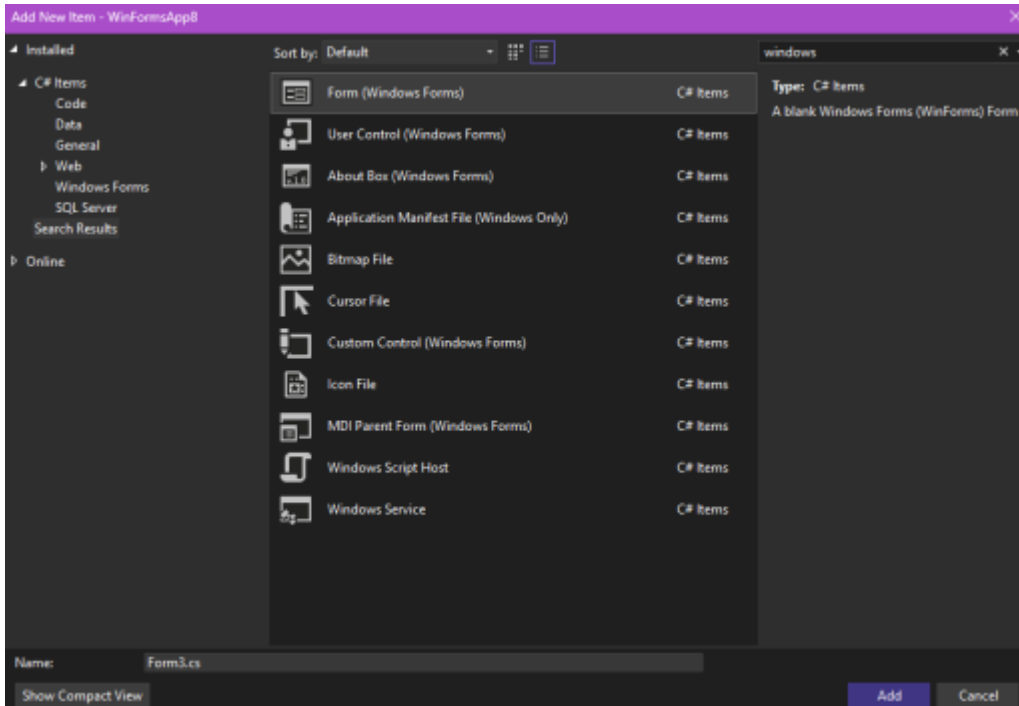 Add New Item - WinFormsApp8
Installed
C# Items
Code
Data
General
Web
Windows Forms
SQL Server
Search Results
Online
Sort by: Default
Form (Windows Forms) C# Items
User Control (Windows Forms) C# Items
About Box (Windows Forms) C# Items
Application Manifest File (Windows Only) C# Items
Bitmap File C# Items
Cursor File C# Items
Custom Control (Windows Forms) C# Items
Icon File C# Items
MDI Parent Form (Windows Forms) C# Items
Windows Script Host C# Items
Windows Service C# Items
windows
Type: C# Items
A blank Windows Forms (WinForms) Form
Name: Form3.cs
Show Compact View Add Cancel